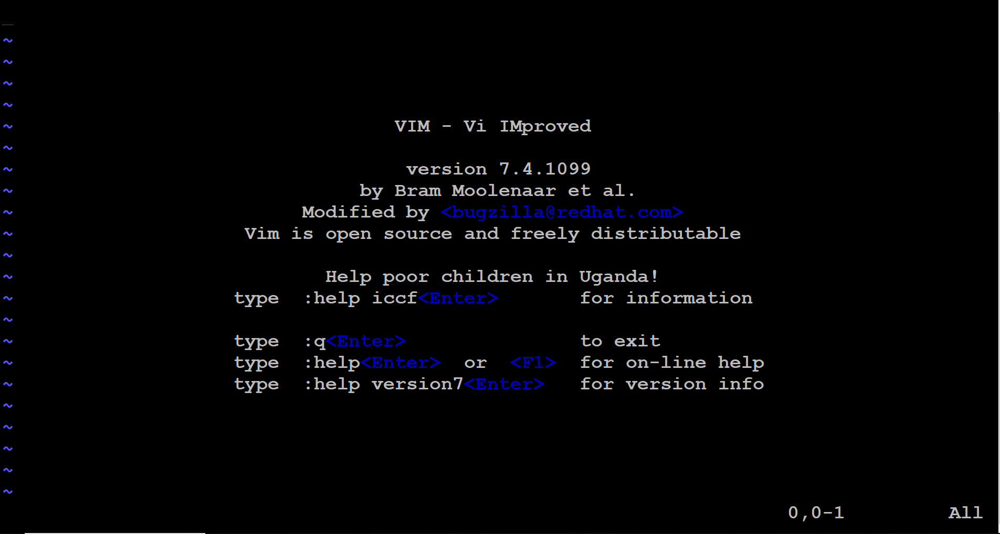 ~
~
~
~
~ VIM - Vi IMproved
~
~ version 7.4.1099
~ by Bram Moolenaar et al.
~ Modified by <bugzilla@redhat.com>
~ Vim is open source and freely distributable
~
~ Help poor children in Uganda!
~ type :help iccf<Enter> for information
~
~ type :q<Enter> to exit
~ type :help<Enter> or <F1> for on-line help
~ type :help version7<Enter> for version info
~
~
~
~
~
0,0-1 All